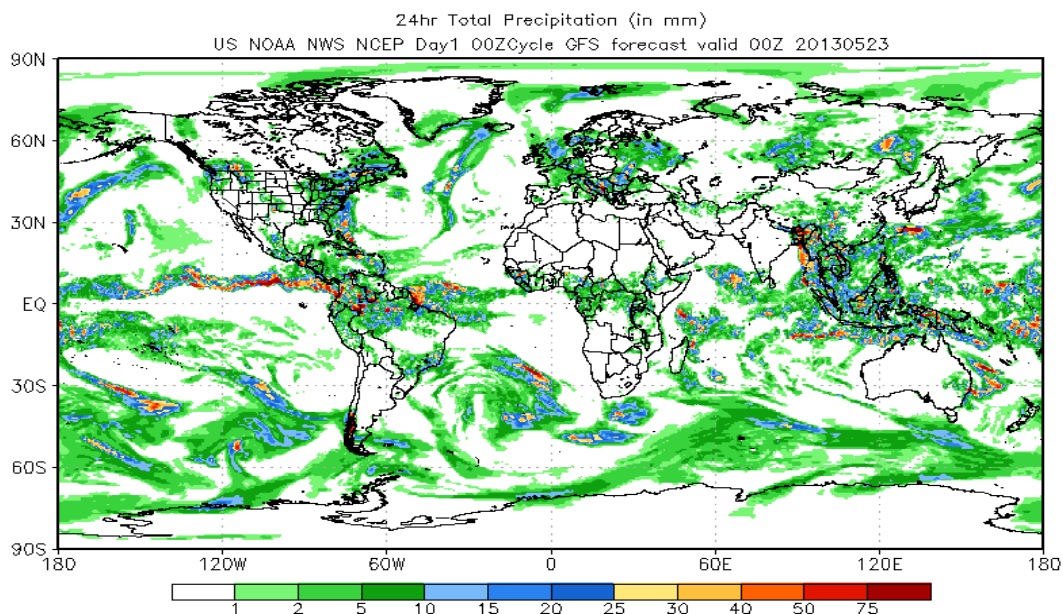 24hr Total Precipitation (in mm)
US NOAA NWS NCEP Day1 00ZCycle GFS forecast valid 00Z 20130523
90N
60N
30N
EQ
30S
60S
90S
180 120W 60W 0 60E 120E 180
1 2 5 10 15 20 25 30 40 50 75